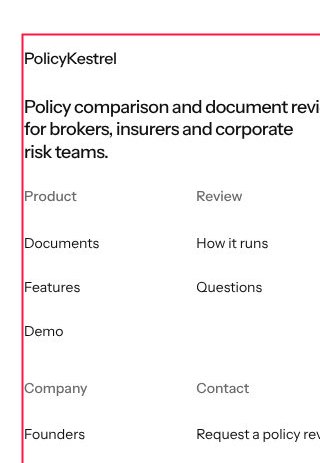 PolicyKestrel
Policy comparison and document revi
for brokers, insurers and corporate
risk teams.
Product
Review
Documents
How it runs
Features
Questions
Demo
Company
Contact
Founders
Request a policy rev